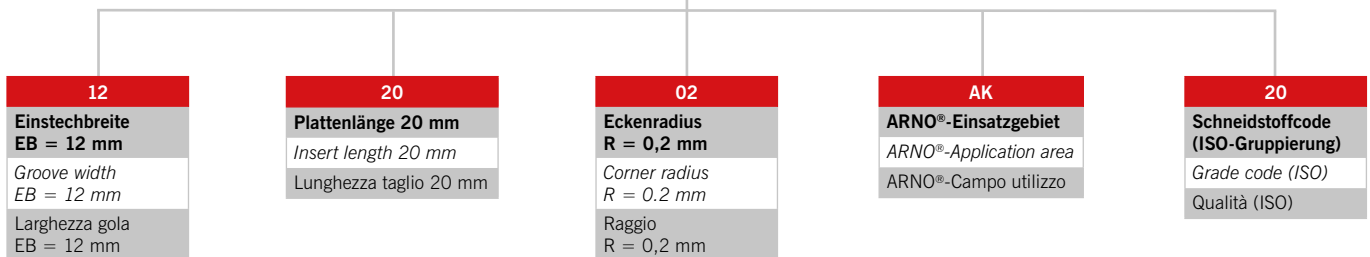 12
Einstechbreite
EB = 12 mm
Groove width
EB = 12 mm
Larghezza gola
EB = 12 mm
20
Plattenlänge 20 mm
Insert length 20 mm
Lunghezza taglio 20 mm
02
Eckenradius
R = 0,2 mm
Corner radius
R = 0.2 mm
Raggio
R = 0,2 mm
AK
ARNO®-Einsatzgebiet
ARNO®-Application area
ARNO®-Campo utilizzo
20
Schneidstoffcode
(ISO-Gruppierung)
Grade code (ISO)
Qualità (ISO)